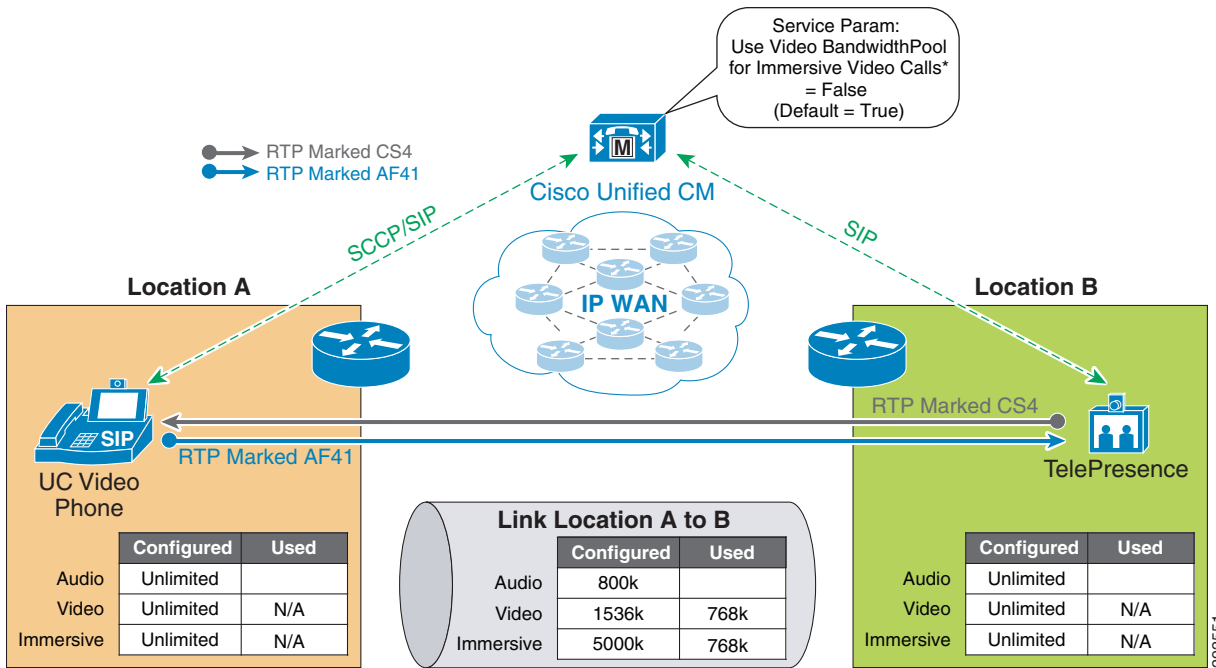 Service Param:
Use Video BandwidthPool
for Immersive Video Calls*
= False
(Default = True)
M
RTP Marked CS4
RTP Marked AF41
Cisco Unified CM
SCCP/SIP
SIP
IP WAN
Location A
Location B
RTP Marked CS4
SIP
RTP Marked AF41
UC Video
Phone
TelePresence
Configured Used
Audio Unlimited
Video Unlimited N/A
Immersive Unlimited N/A
Link Location A to B
Configured Used
Audio 800k
Video 1536k 768k
Immersive 5000k 768k
Configured Used
Audio Unlimited
Video Unlimited N/A
Immersive Unlimited N/A